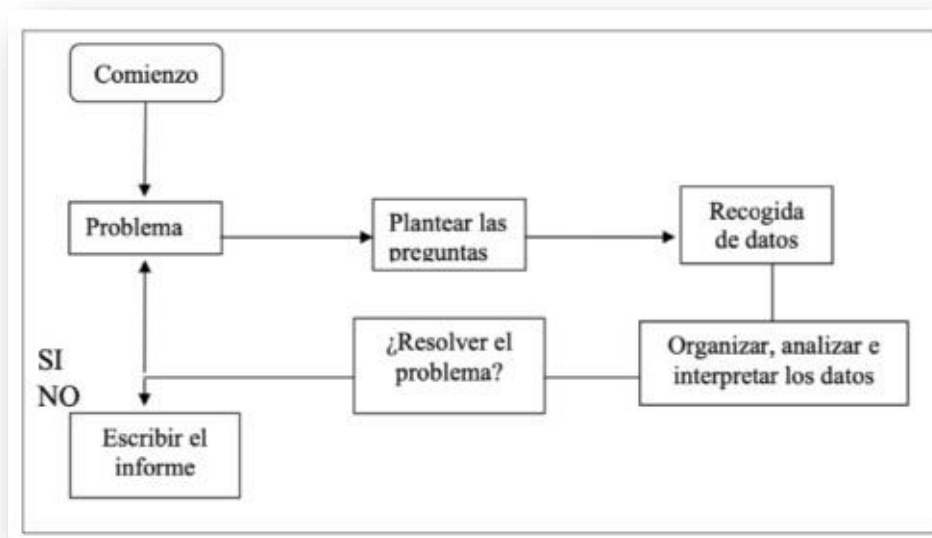 Comienzo
Problema
Plantear las
preguntas
Recogida
de datos
¿Resolver el
problema?
Organizar, analizar e
interpretar los datos
SI
NO
Escribir el
informe